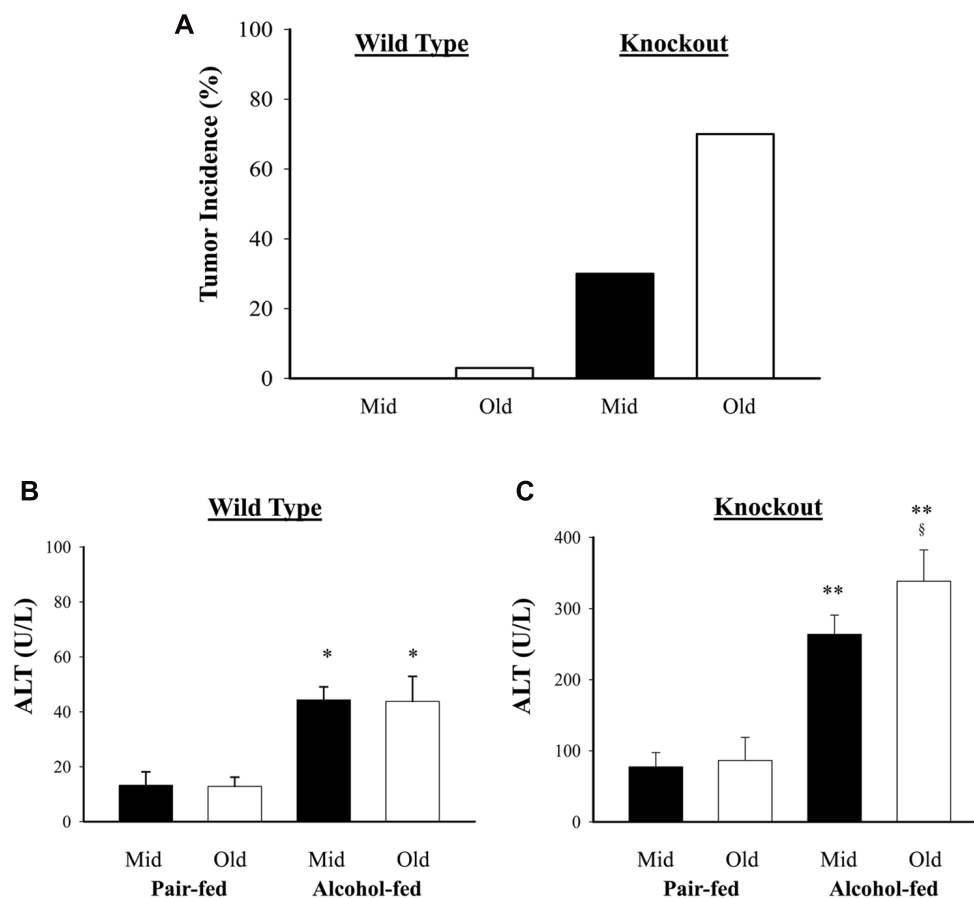 A
Wild Type Knockout
Tumor Incidence (%)
100
80
60
40
20
0
Mid Old Mid Old
B
Wild Type
ALT (U/L)
100
80
60
40
20
0
* *
Mid Old Mid Old
Pair-fed Alcohol-fed
C
Knockout
ALT (U/L)
400
300
200
100
0
**
**
§
Mid Old Mid Old
Pair-fed Alcohol-fed